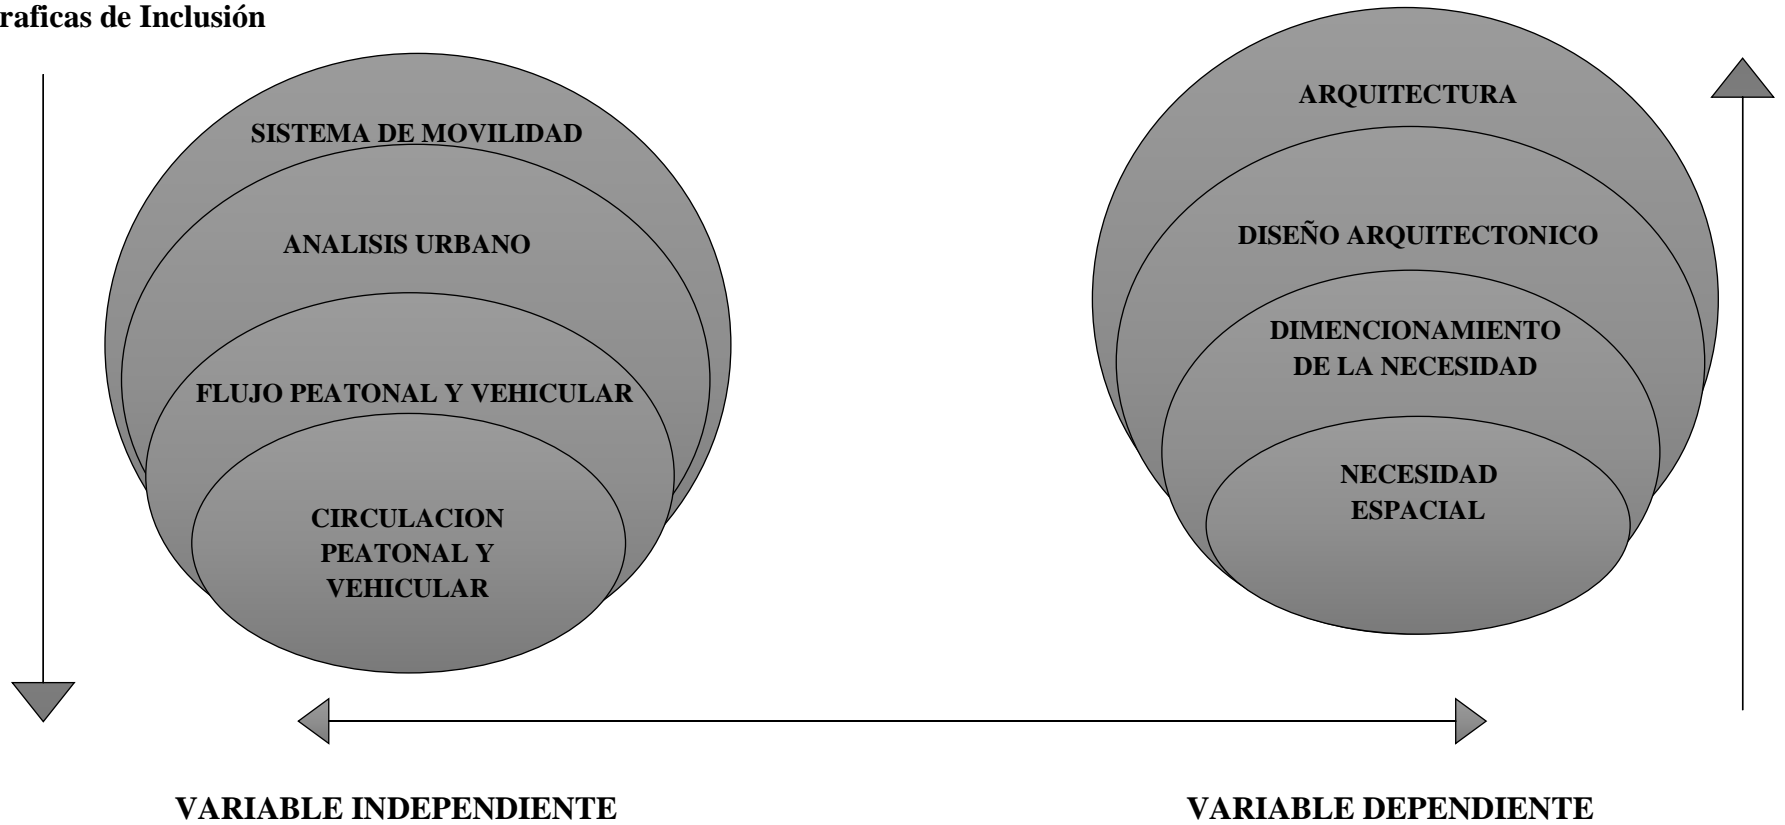 raficas de Inclusión
SISTEMA DE MOVILIDAD
ANALISIS URBANO
FLUJO PEATONAL Y VEHICULAR
CIRCULACION
PEATONAL Y
VEHICULAR
ARQUITECTURA
DISEÑO ARQUITECTONICO
DIMENCIONAMIENTO
DE LA NECESIDAD
NECESIDAD
ESPACIAL
VARIABLE INDEPENDIENTE
VARIABLE DEPENDIENTE